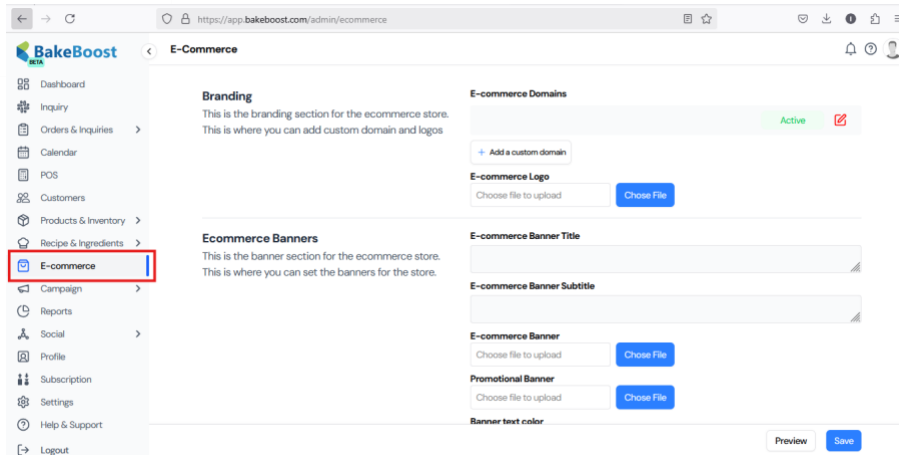 https://app.bakeboost.com/admin/ecommerce
BakeBoost
BETA
E-Commerce
Dashboard
Inquiry
Orders & Inquiries
Calendar
POS
Customers
Products & Inventory
Recipe & Ingredients
E-commerce
Campaign
Reports
Social
Profile
Subscription
Settings
Help & Support
Logout
Branding
This is the branding section for the ecommerce store.
This is where you can add custom domain and logos
E-commerce Domains
Active
+ Add a custom domain
E-commerce Logo
Choose file to upload
Chose File
Ecommerce Banners
This is the banner section for the ecommerce store.
This is where you can set the banners for the store.
E-commerce Banner Title
E-commerce Banner Subtitle
E-commerce Banner
Choose file to upload
Chose File
Promotional Banner
Choose file to upload
Chose File
Banner text color
Preview
Save